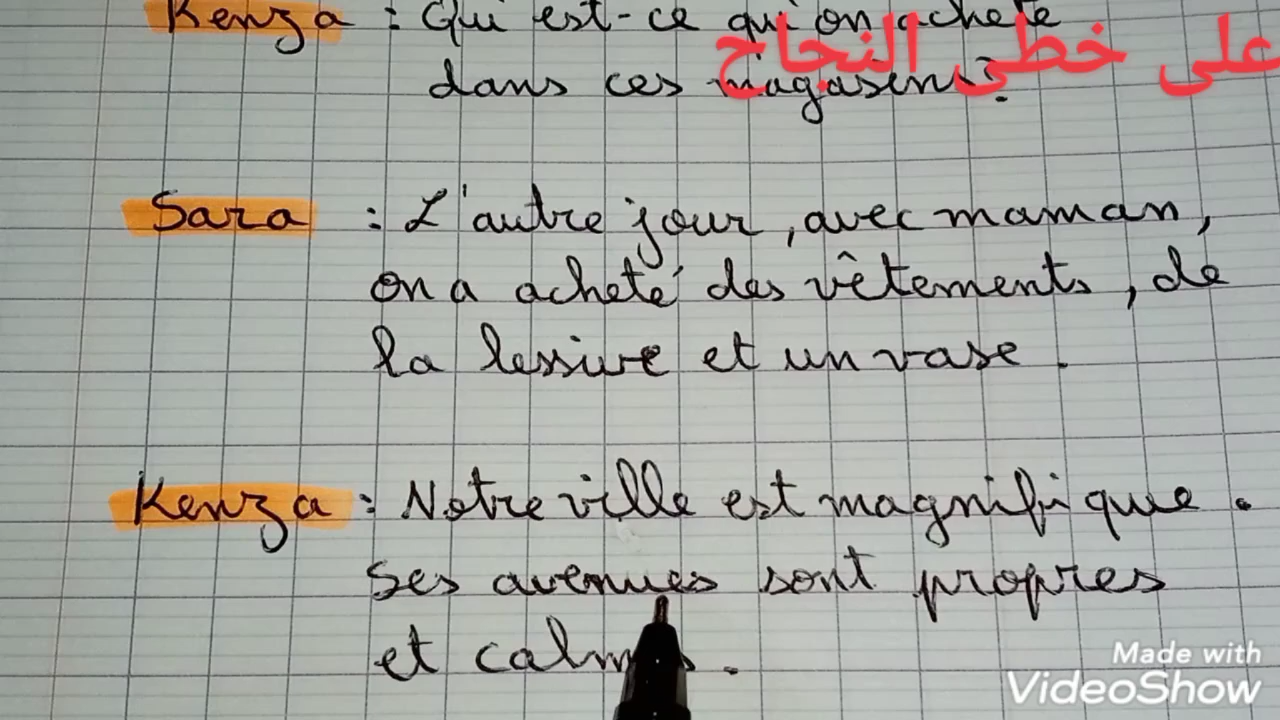 Kenza : Qui est-ce qu'on achete
على خطى النجاح
dans ces magasens?
Sara : L'autre jour, avec maman,
on a acheté des vêtements, de
la lessive et un vase.
Kenza : Notre ville est magnifique.
Ses avenues sont propres
et calmes.
Made with
VideoShow